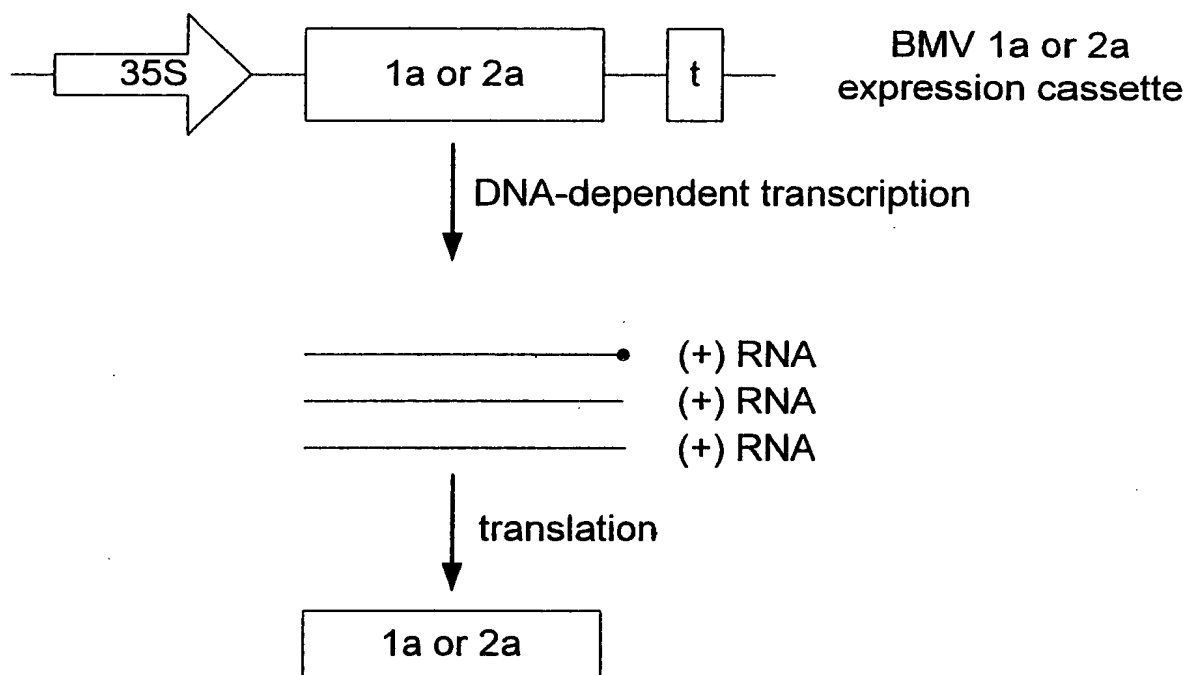 35S
1a or 2a
t
BMV 1a or 2a
expression cassette
DNA-dependent transcription
(+) RNA
(+) RNA
(+) RNA
translation
1a or 2a